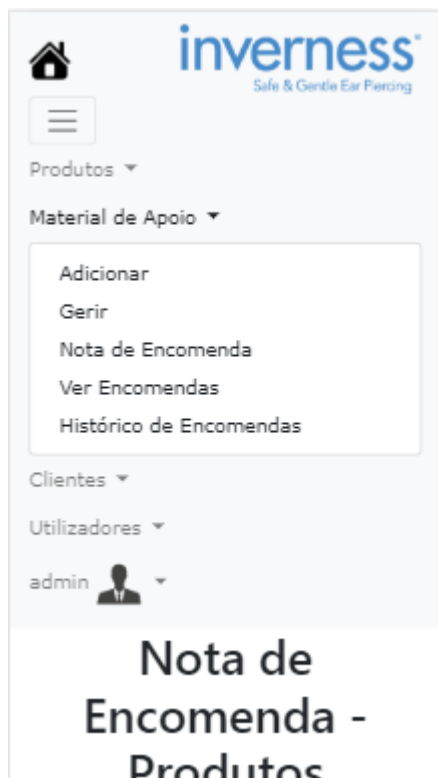 inverness
Safe & Gentle Ear Piercing
Produtos
Material de Apoio
Adicionar
Gerir
Nota de Encomenda
Ver Encomendas
Histórico de Encomendas
Clientes
Utilizadores
admin
Nota de
Encomenda -
Produtos